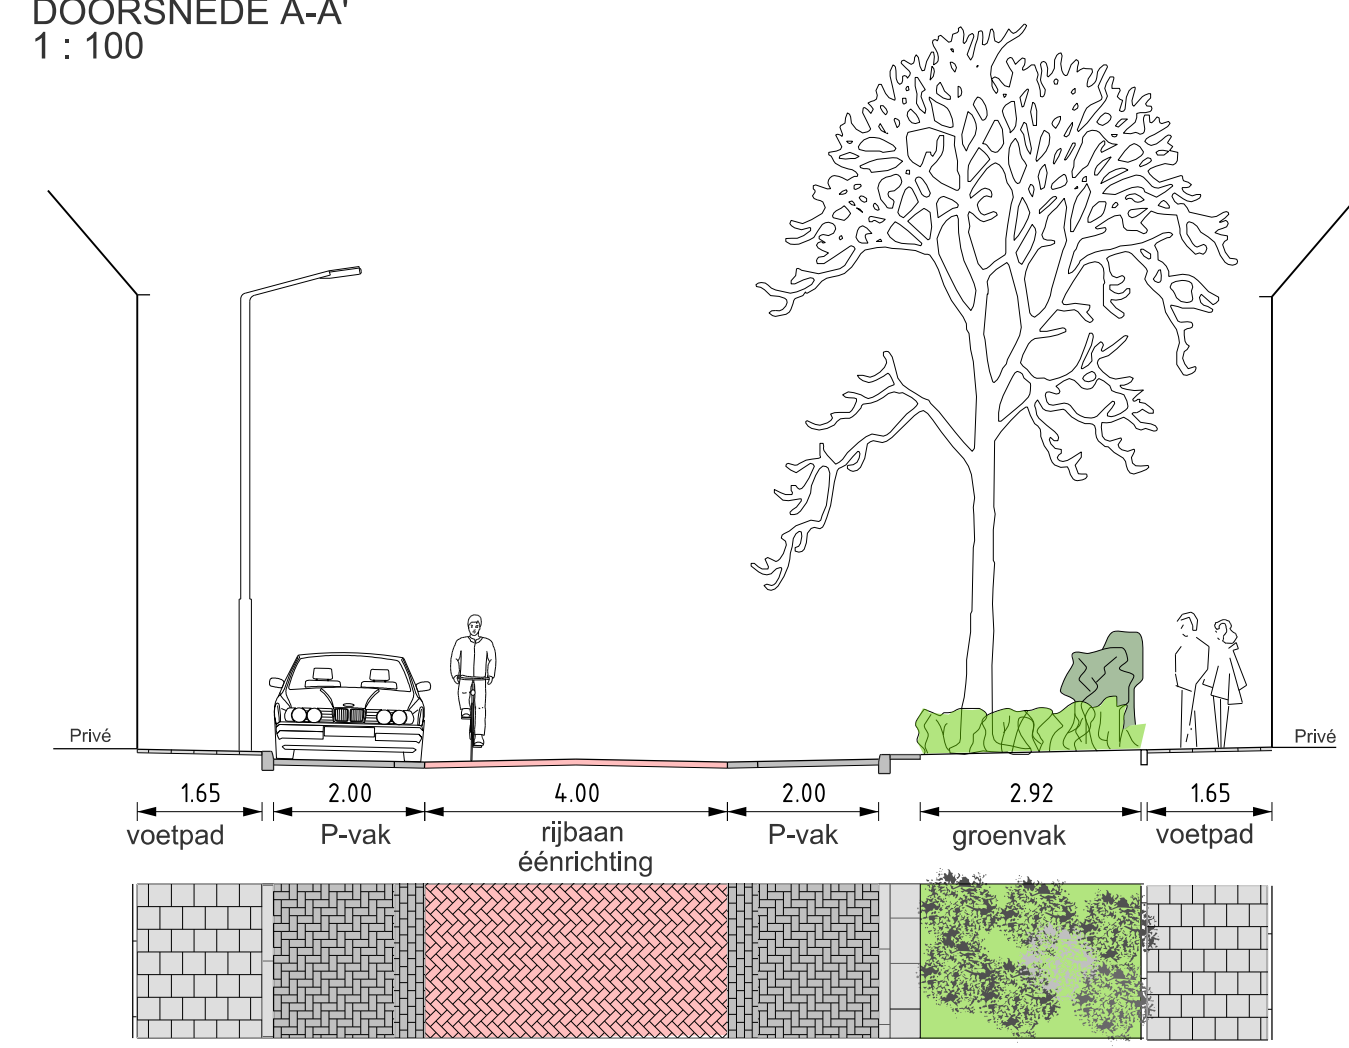 DOORSNEDE A-A'
1 : 100
Privé
Privé
1.65 2.00 4.00 2.00 2.92 1.65
voetpad P-vak rijbaan P-vak groenvak voetpad
éénrichting